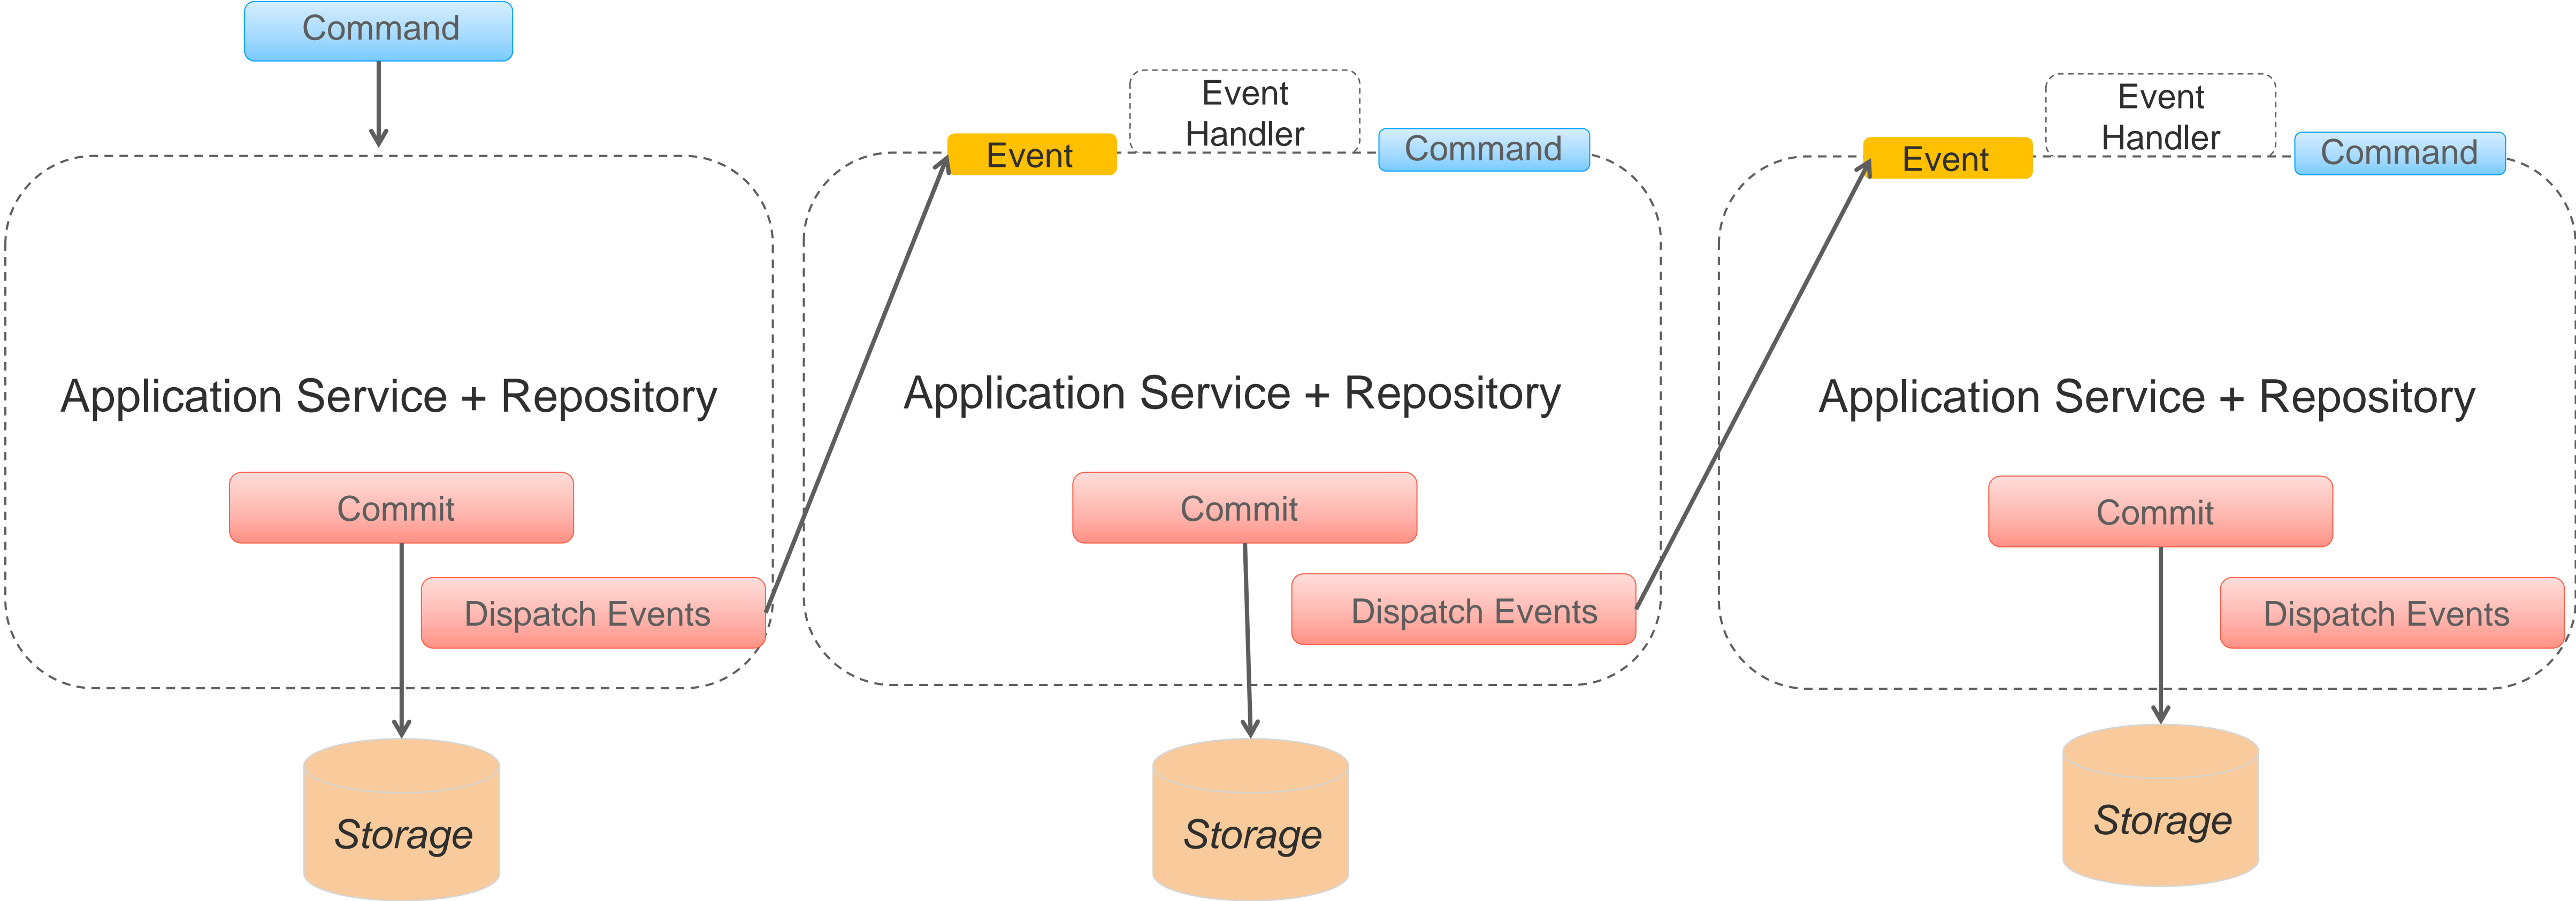 Command
Application Service + Repository
Commit
Dispatch Events
Storage
Event
Event
Handler
Command
Application Service + Repository
Commit
Dispatch Events
Storage
Event
Event
Handler
Command
Application Service + Repository
Commit
Dispatch Events
Storage